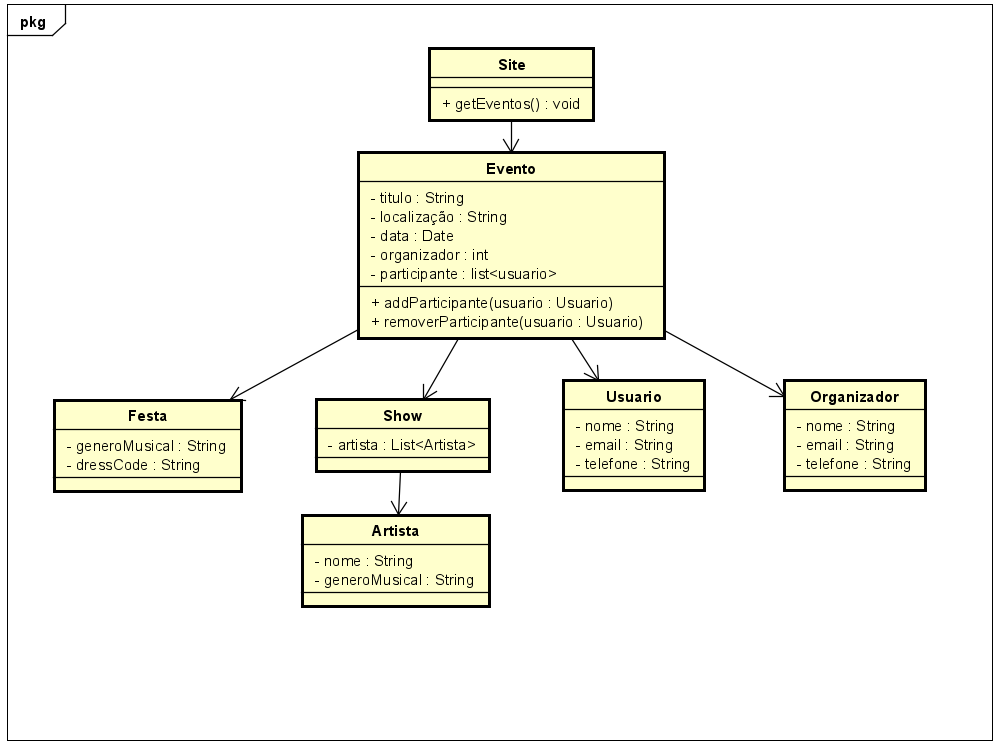 pkg
Site
+ getEventos() : void
Evento
- titulo : String
- localização : String
- data : Date
- organizador : int
- participante : list<usuario>
+ addParticipante(usuario : Usuario)
+ removerParticipante(usuario : Usuario)
Festa
- generoMusical : String
- dressCode : String
Show
- artista : List<Artista>
Usuario
- nome : String
- email : String
- telefone : String
Organizador
- nome : String
- email : String
- telefone : String
Artista
- nome : String
- generoMusical : String